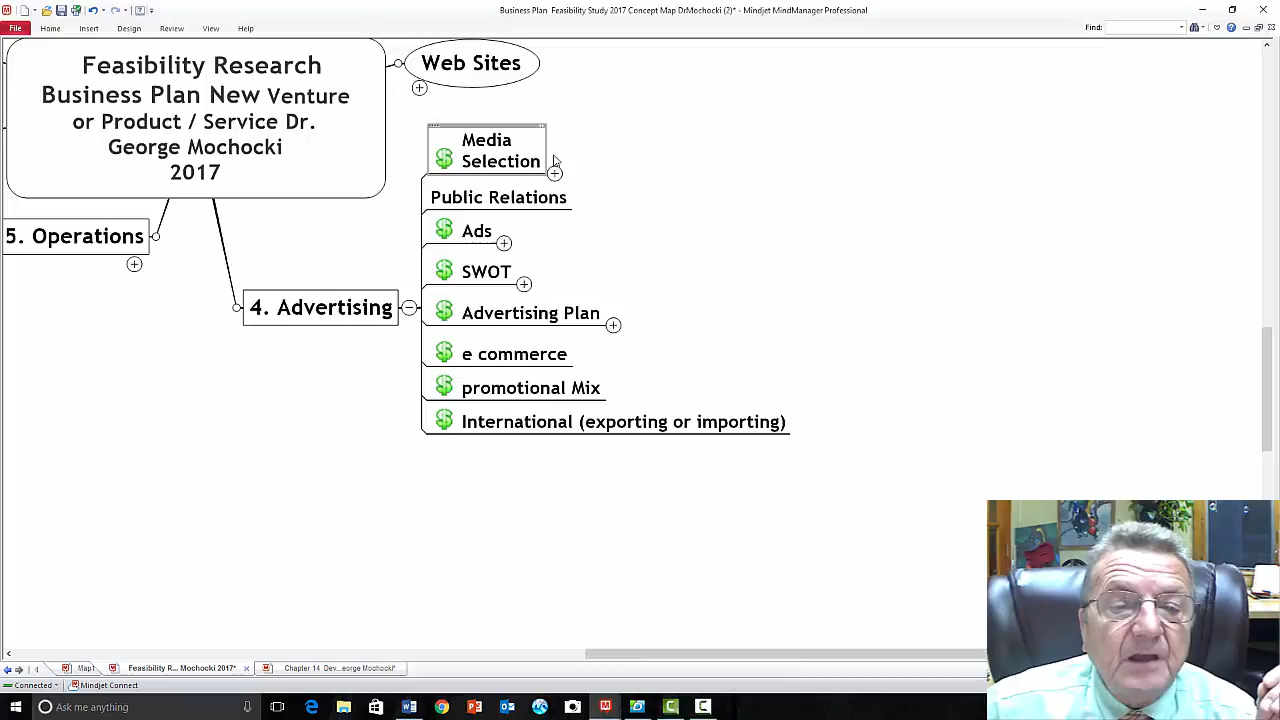 Business Plan Feasibility Study 2017 Concept Map DrMochocki (2)* - Mindjet MindManager Professional
File Home Insert Design Review View Help
Find:
Feasibility Research
Business Plan New Venture
or Product / Service Dr.
George Mochocki
2017
Web Sites
Media
Selection
Public Relations
Ads
SWOT
5. Operations
4. Advertising
Advertising Plan
e commerce
promotional Mix
International (exporting or importing)
Map1 Feasibility R... Mochocki 2017* Chapter 14 Dev...eorge Mochocki*
Connected Mindjet Connect
Ask me anything